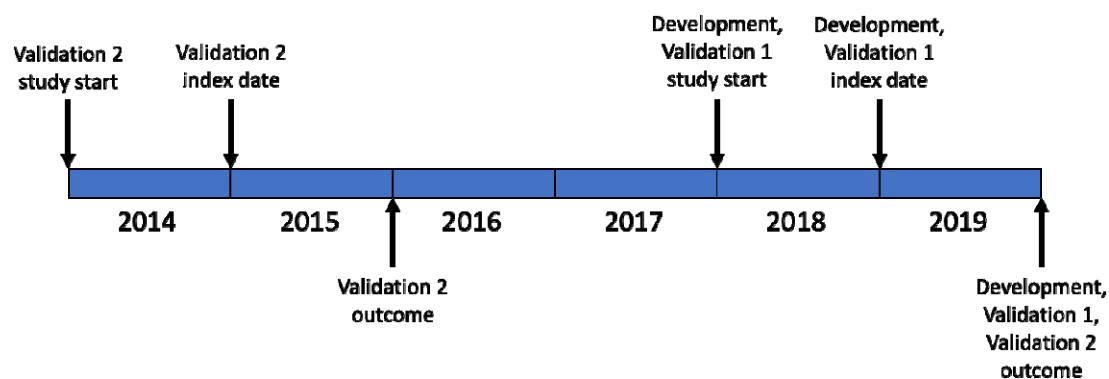 Validation 2
study start
Validation 2
index date
Development,
Validation 1
study start
Development,
Validation 1
index date
2014
2015
2016
2017
2018
2019
Validation 2
outcome
Development,
Validation 1,
Validation 2
outcome